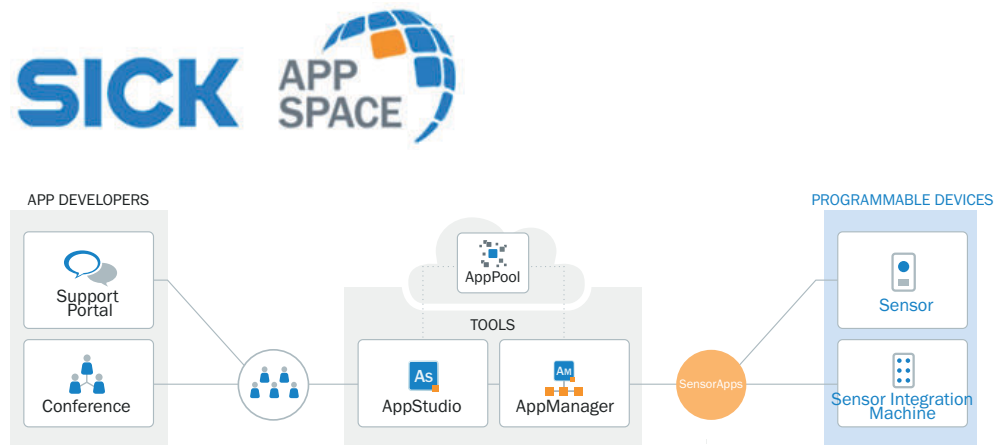 SICK
APP
SPACE
APP DEVELOPERS
PROGRAMMABLE DEVICES
Support
Portal
Conference
AppPool
TOOLS
As
AppStudio
AM
AppManager
SensorApps
Sensor
Sensor Integration
Machine